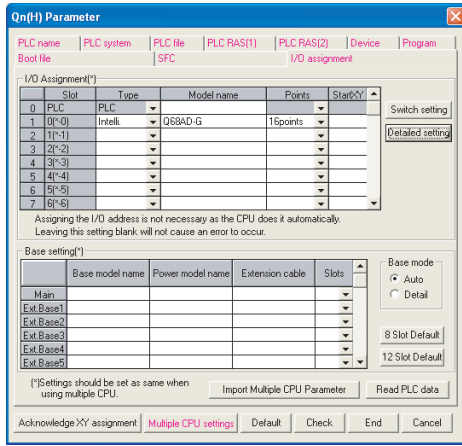 Qn(H) Parameter
PLC name PLC system PLC file PLC RAS(1) PLC RAS(2) Device Program
Boot file SFC I/O assignment
I/O Assignment(*)
Slot Type Model name Points StartXY
0 PLC PLC
1 0(*-0) Intelli. Q68AD-G 16points
2 1(*-1)
3 2(*-2)
4 3(*-3)
5 4(*-4)
6 5(*-5)
7 6(*-6)
Switch setting
Detailed setting
Assigning the I/O address is not necessary as the CPU does it automatically.
Leaving this setting blank will not cause an error to occur.
Base setting(*)
Base model name Power model name Extension cable Slots
Main
Ext.Base1
Ext.Base2
Ext.Base3
Ext.Base4
Ext.Base5
Base mode
Auto
Detail
8 Slot Default
12 Slot Default
(*)Settings should be set as same when
using multiple CPU.
Import Multiple CPU Parameter Read PLC data
Acknowledge XY assignment Multiple CPU settings Default Check End Cancel